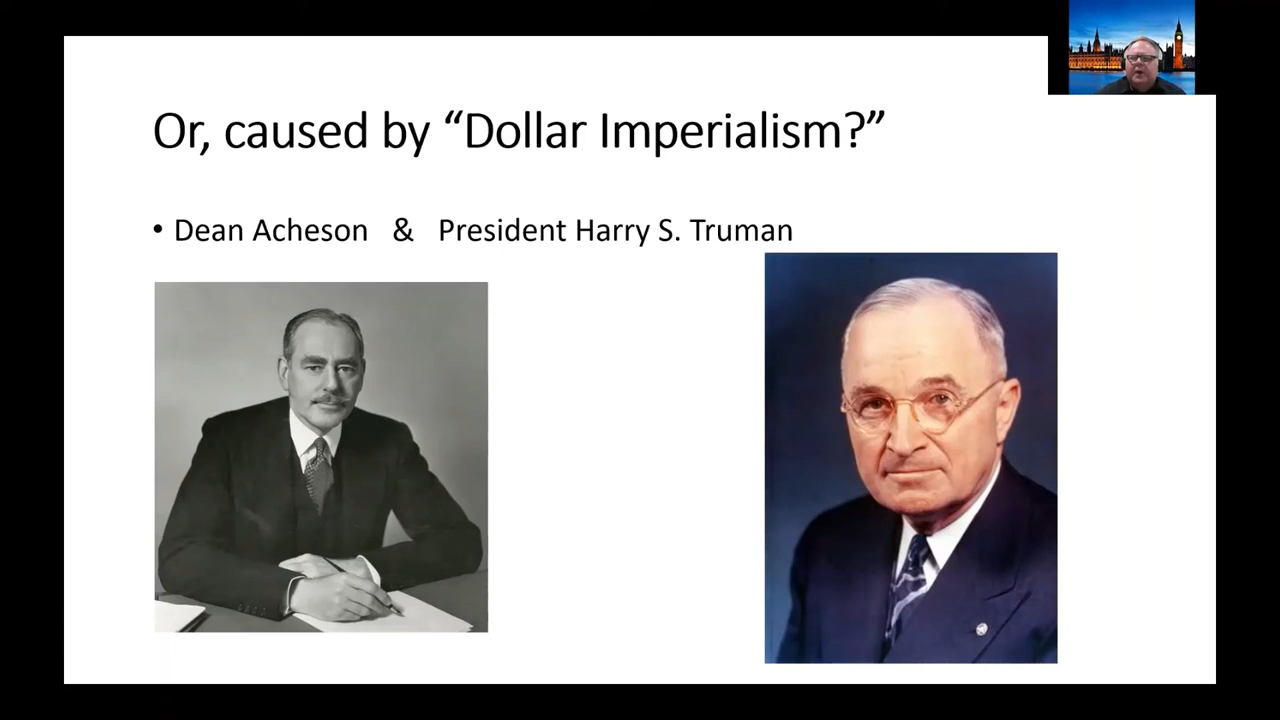 Or, caused by “Dollar Imperialism?”
• Dean Acheson & President Harry S. Truman